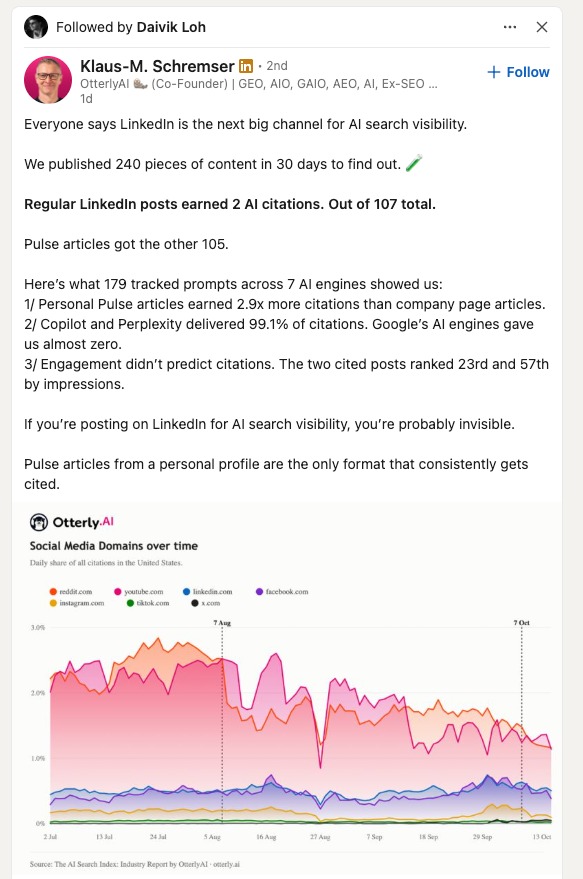 Followed by Daivik Loh
Klaus-M. Schremser in • 2nd
OtterlyAI 🦦 (Co-Founder) | GEO, AIO, GAIO, AEO, AI, Ex-SEO ...
1d
+ Follow
Everyone says LinkedIn is the next big channel for AI search visibility.
We published 240 pieces of content in 30 days to find out. 🧪
Regular LinkedIn posts earned 2 AI citations. Out of 107 total.
Pulse articles got the other 105.
Here's what 179 tracked prompts across 7 AI engines showed us:
1/ Personal Pulse articles earned 2.9x more citations than company page articles.
2/ Copilot and Perplexity delivered 99.1% of citations. Google's AI engines gave
us almost zero.
3/ Engagement didn't predict citations. The two cited posts ranked 23rd and 57th
by impressions.
If you're posting on LinkedIn for AI search visibility, you're probably invisible.
Pulse articles from a personal profile are the only format that consistently gets
cited.
Otterly.AI
Social Media Domains over time
Daily share of all citations in the United States.
reddit.com youtube.com linkedin.com facebook.com
instagram.com tiktok.com x.com
7 Aug 7 Oct
3.0%
2.0%
1.0%
0%
2 Jul 13 Jul 24 Jul 5 Aug 16 Aug 27 Aug 7 Sep 18 Sep 29 Sep 13 Oct
Source: The AI Search Index: Industry Report by OtterlyAI · otterly.ai